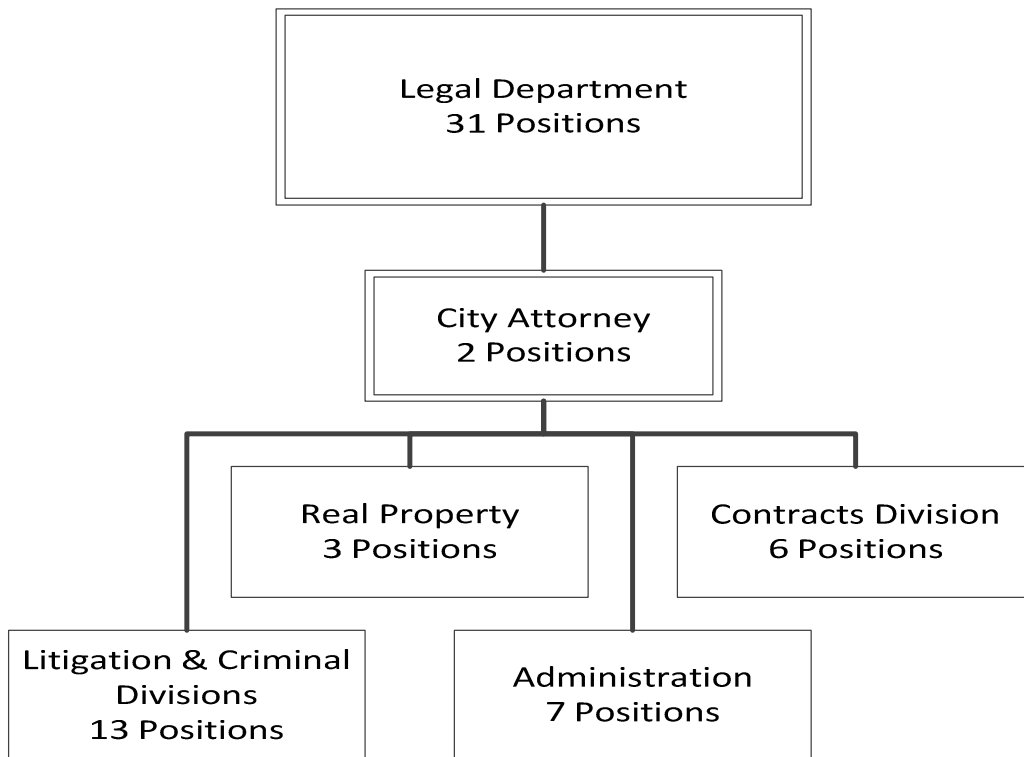 Legal Department
31 Positions
City Attorney
2 Positions
Real Property
3 Positions
Contracts Division
6 Positions
Litigation & Criminal
Divisions
13 Positions
Administration
7 Positions